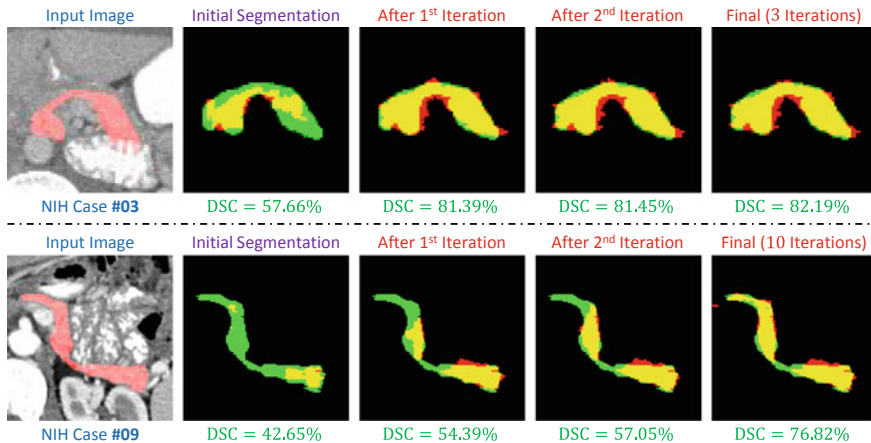 Input Image Initial Segmentation After 1st Iteration After 2nd Iteration Final (3 Iterations)
NIH Case #03 DSC = 57.66% DSC = 81.39% DSC = 81.45% DSC = 82.19%
Input Image Initial Segmentation After 1st Iteration After 2nd Iteration Final (10 Iterations)
NIH Case #09 DSC = 42.65% DSC = 54.39% DSC = 57.05% DSC = 76.82%